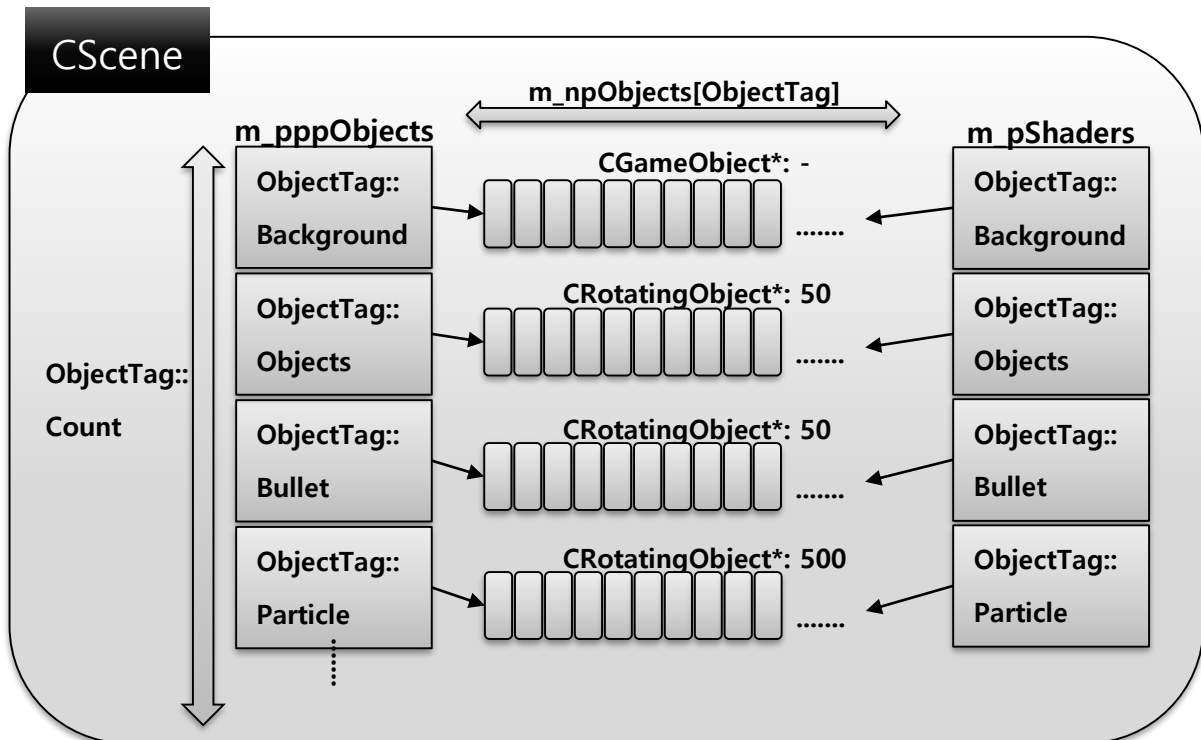 CScene
m_npObjects[ObjectTag]
m_pppObjects
m_pShaders
ObjectTag::
Count
ObjectTag::
Background
CGameObject*: -
.......
ObjectTag::
Background
ObjectTag::
Objects
CRotatingObject*: 50
.......
ObjectTag::
Objects
ObjectTag::
Bullet
CRotatingObject*: 50
.......
ObjectTag::
Bullet
ObjectTag::
Particle
CRotatingObject*: 500
.......
ObjectTag::
Particle